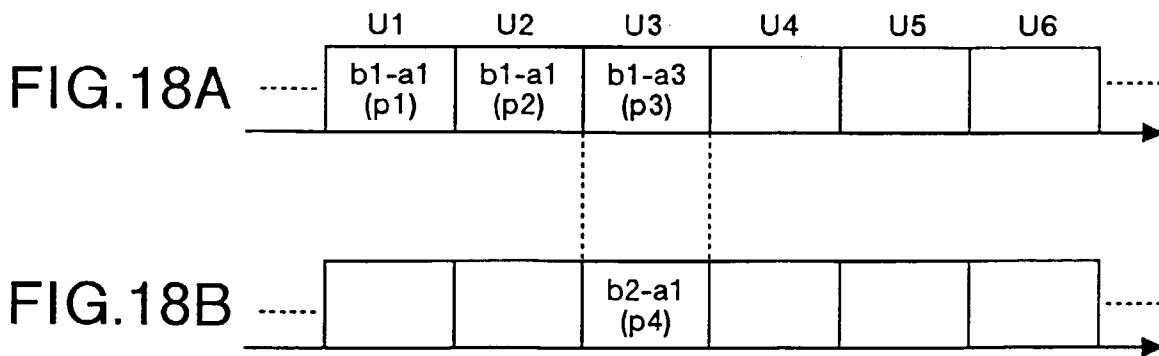 U1 U2 U3 U4 U5 U6
FIG.18A
b1-a1 b1-a1 b1-a3
(p1) (p2) (p3)
FIG.18B
b2-a1
(p4)